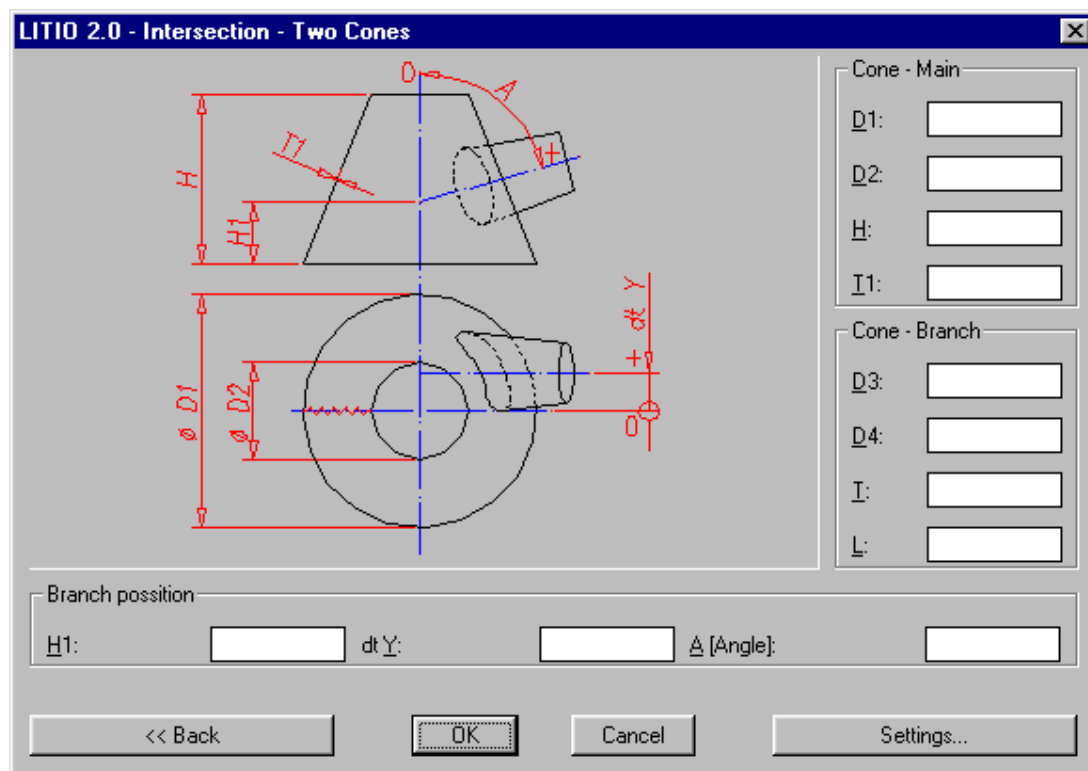 LITIO 2.0 - Intersection - Two Cones
0
A
T1
H
H1
dt Y
+
+
ø D1
ø D2
0
Cone - Main
D1:
D2:
H:
T1:
Cone - Branch
D3:
D4:
T:
L:
Branch possition
H1:
dt Y:
A [Angle]:
<< Back
OK
Cancel
Settings...